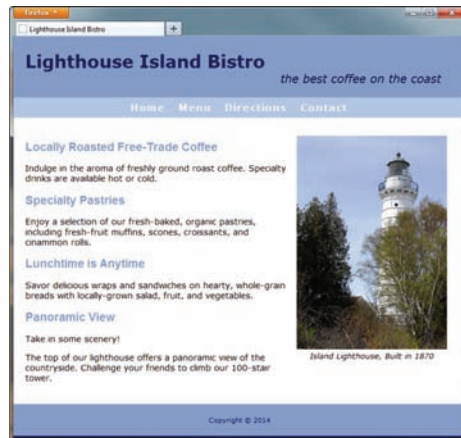 Firefox
Lighthouse Island Bistro
Lighthouse Island Bistro
the best coffee on the coast
Home Menu Directions Contact
Locally Roasted Free-Trade Coffee
Indulge in the aroma of freshly ground roast coffee. Specialty
drinks are available hot or cold.
Specialty Pastries
Enjoy a selection of our fresh-baked, organic pastries,
including fresh-fruit muffins, scones, croissants, and
cinammon rolls.
Lunchtime is Anytime
Savor delicious wraps and sandwiches on hearty, whole-grain
breads with locally-grown salad, fruit, and vegetables.
Panoramic View
Take in some scenery!
The top of our lighthouse offers a panoramic view of the
countryside. Challenge your friends to climb our 100-stair
tower.
Island Lighthouse, Built in 1870
Copyright © 2014